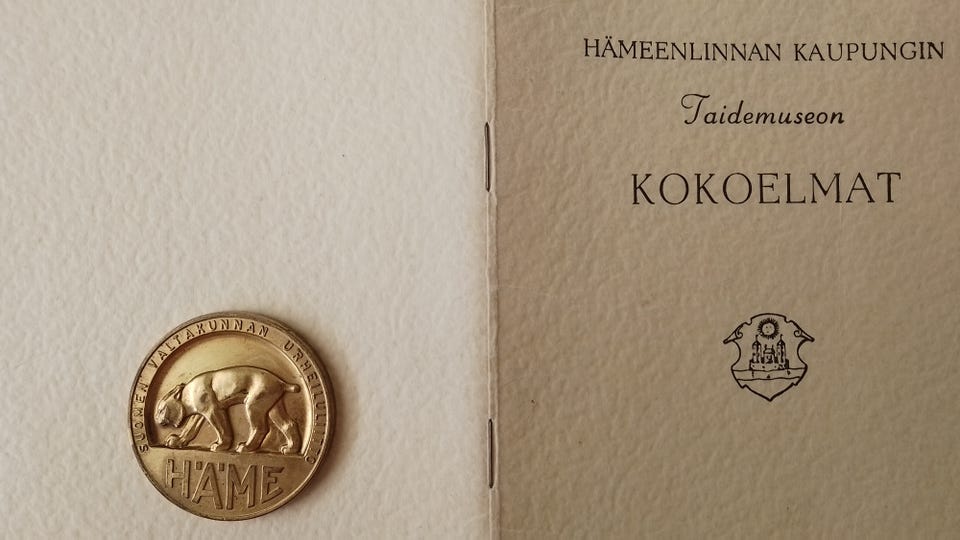 HÄMEENLINNAN KAUPUNGIN
Taidemuseon
KOKOELMAT
SUOMEN VALTAKUNNAN URHEILULIITTO
HÄME